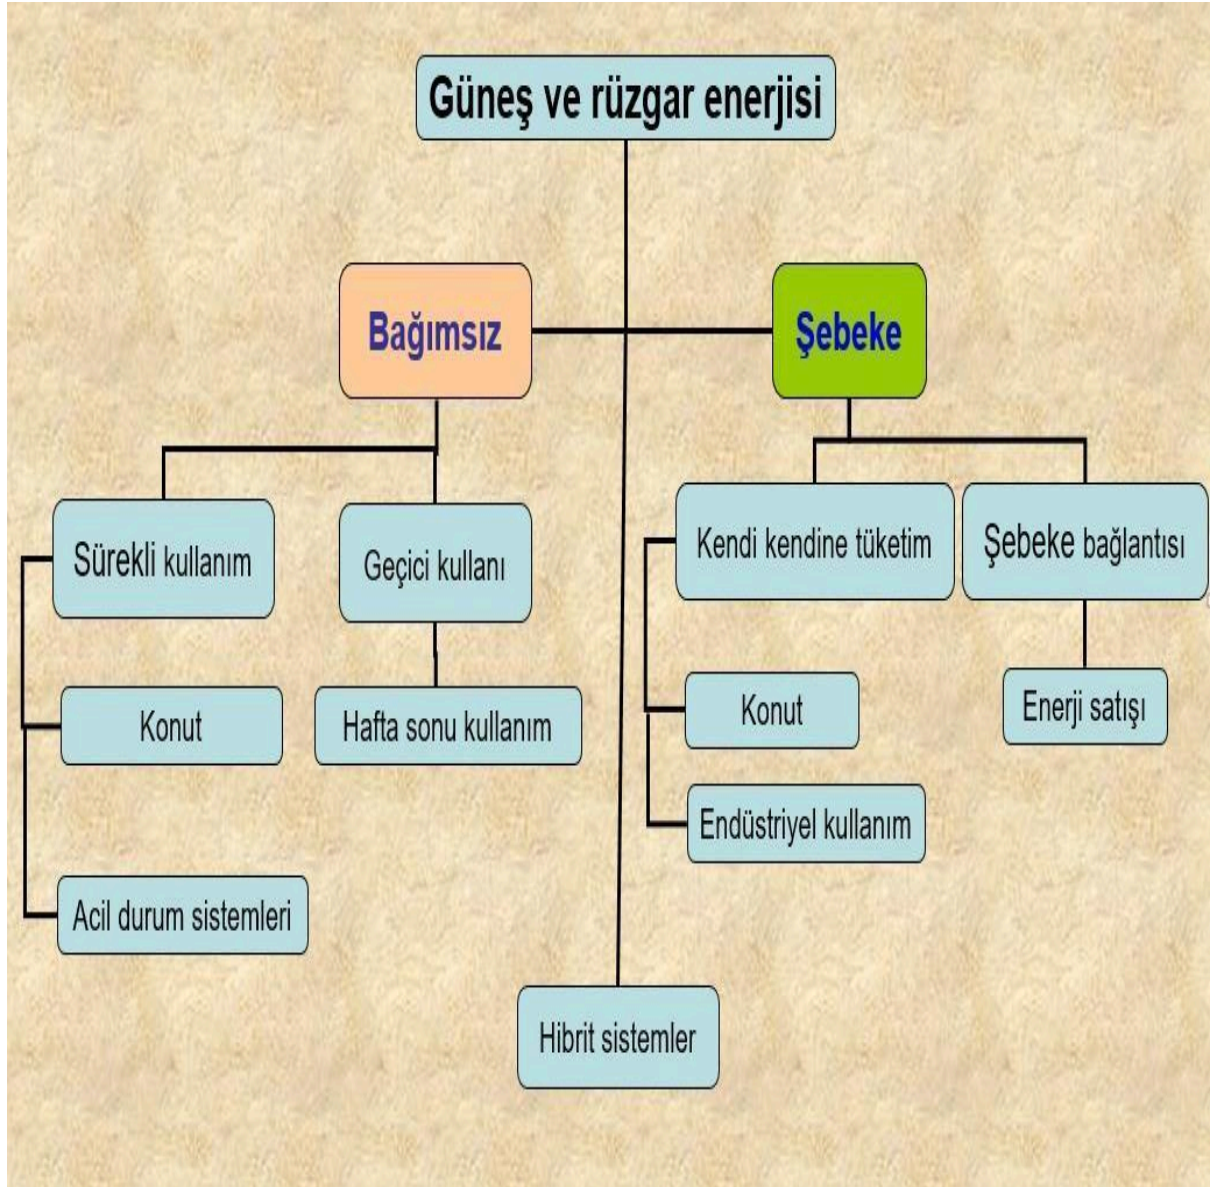 Güneş ve rüzgar enerjisi
Bağımsız
Şebeke
Sürekli kullanım
Geçici kullanı
Kendi kendine tüketim
Şebeke bağlantısı
Konut
Hafta sonu kullanım
Konut
Enerji satışı
Endüstriyel kullanım
Acil durum sistemleri
Hibrit sistemler